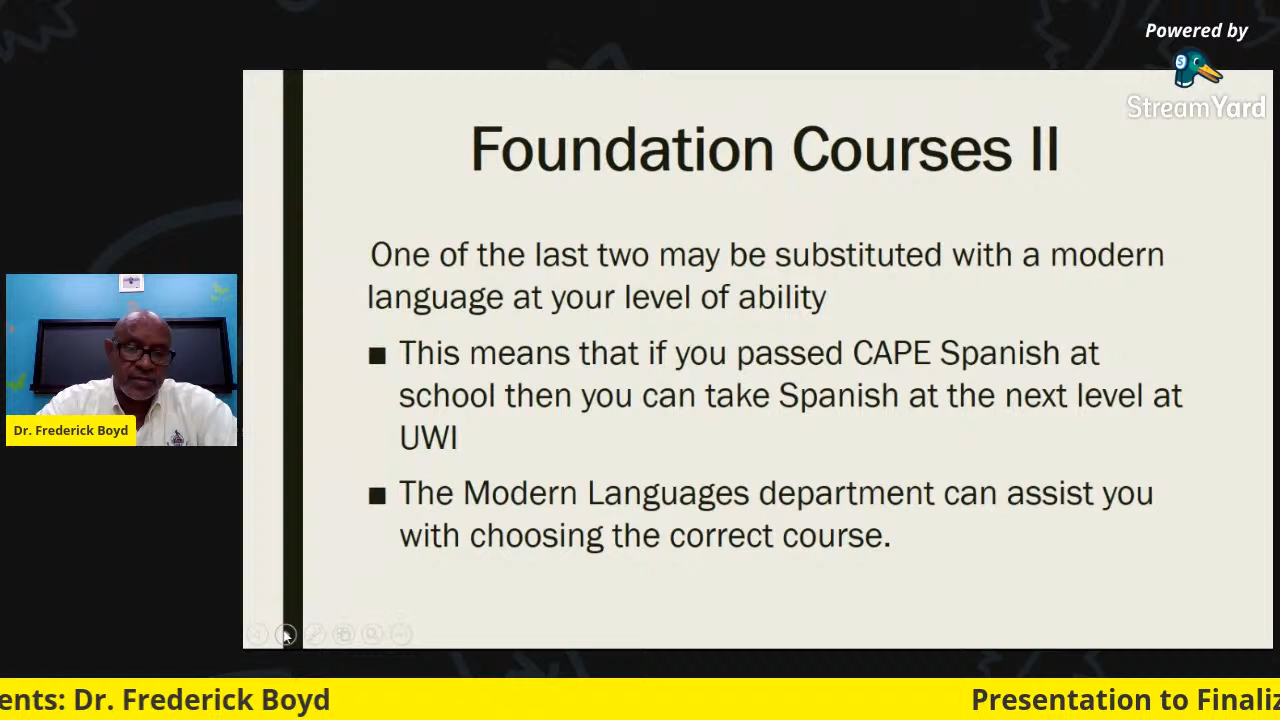 Powered by
StreamYard
Foundation Courses II
One of the last two may be substituted with a modern
language at your level of ability
■ This means that if you passed CAPE Spanish at
school then you can take Spanish at the next level at
UWI
■ The Modern Languages department can assist you
with choosing the correct course.
Dr. Frederick Boyd
ents: Dr. Frederick Boyd
Presentation to Finaliz